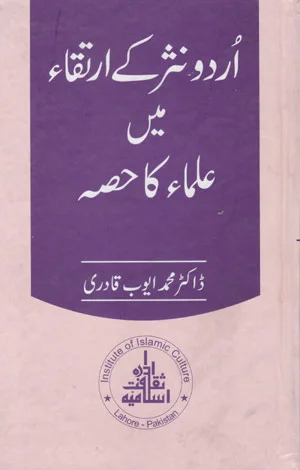 اُردو نثر کے ارتقاء
میں
علماء کا حصہ
ڈاکٹر محمد ایوب قادری
Institute of Islamic Culture
ادارہ
ثقافت
اسلامیہ
Lahore - Pakistan